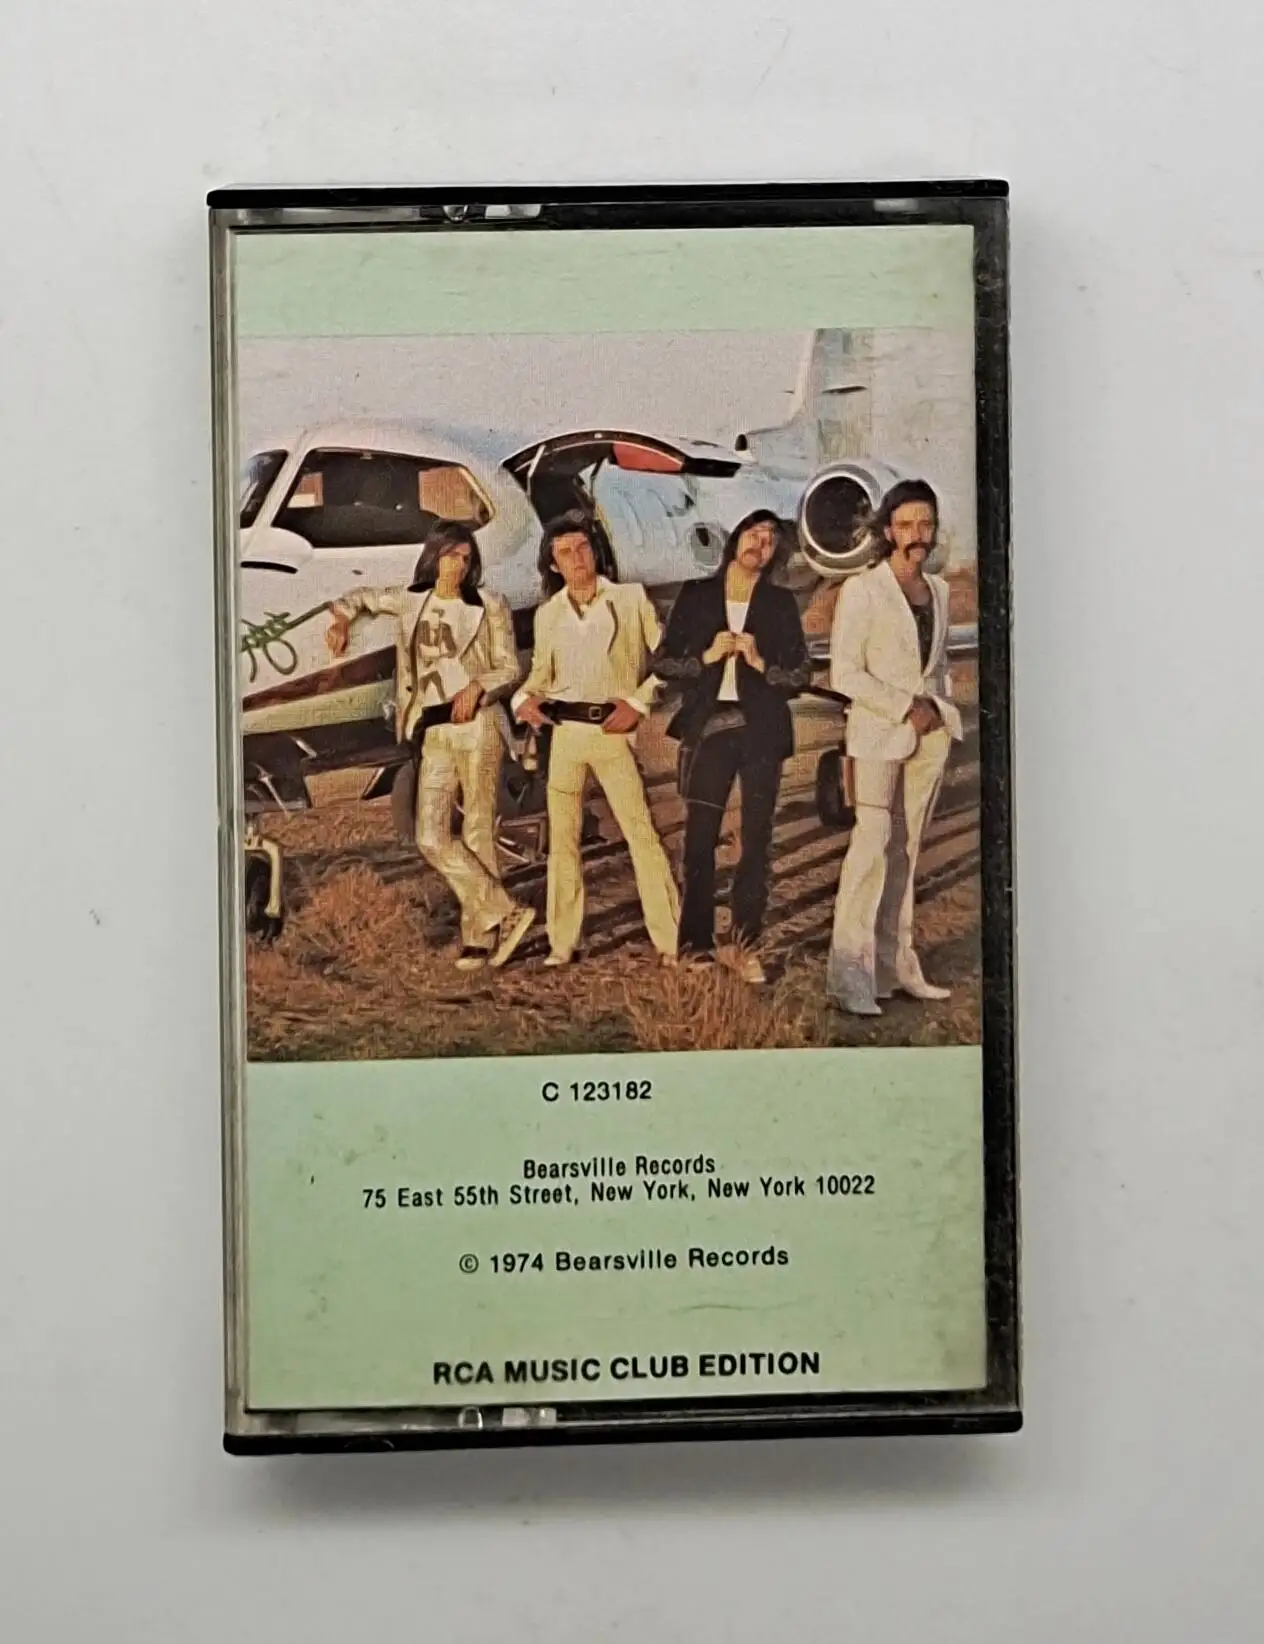 C 123182
Bearsville Records
75 East 55th Street, New York, New York 10022
© 1974 Bearsville Records
RCA MUSIC CLUB EDITION